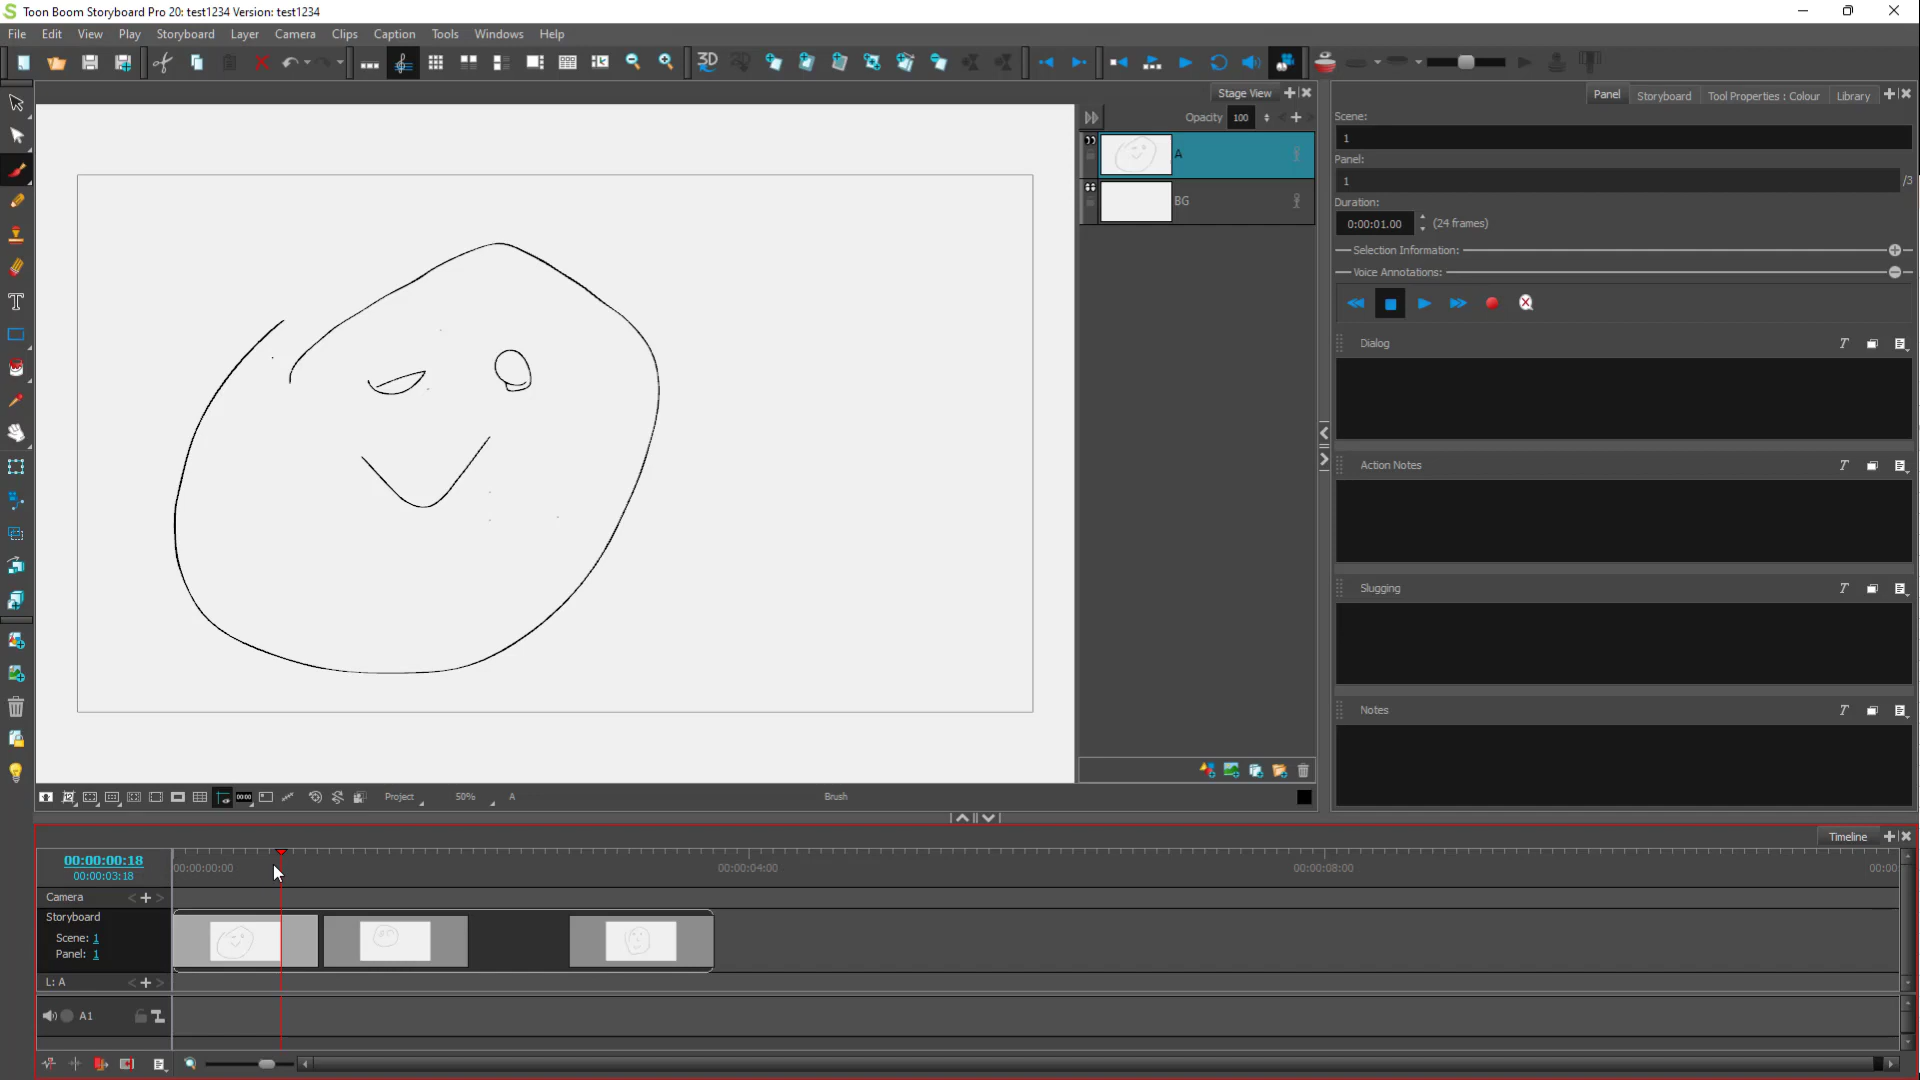 Toon Boom Storyboard Pro 20: test1234 Version: test1234
File Edit View Play Storyboard Layer Camera Clips Caption Tools Windows Help
3D
Stage View
Opacity 100
A
BG
Panel Storyboard Tool Properties : Colour Library
Scene:
1
Panel:
1 /3
Duration:
0:00:01.00 (24 frames)
Selection Information:
Voice Annotations:
Dialog
Action Notes
Slugging
Notes
Project 50% A Brush
Timeline
00:00:00:18
00:00:03:18
00:00:00:00 00:00:04:00 00:00:08:00 00:00
Camera
Storyboard
Scene: 1
Panel: 1
L: A
A1